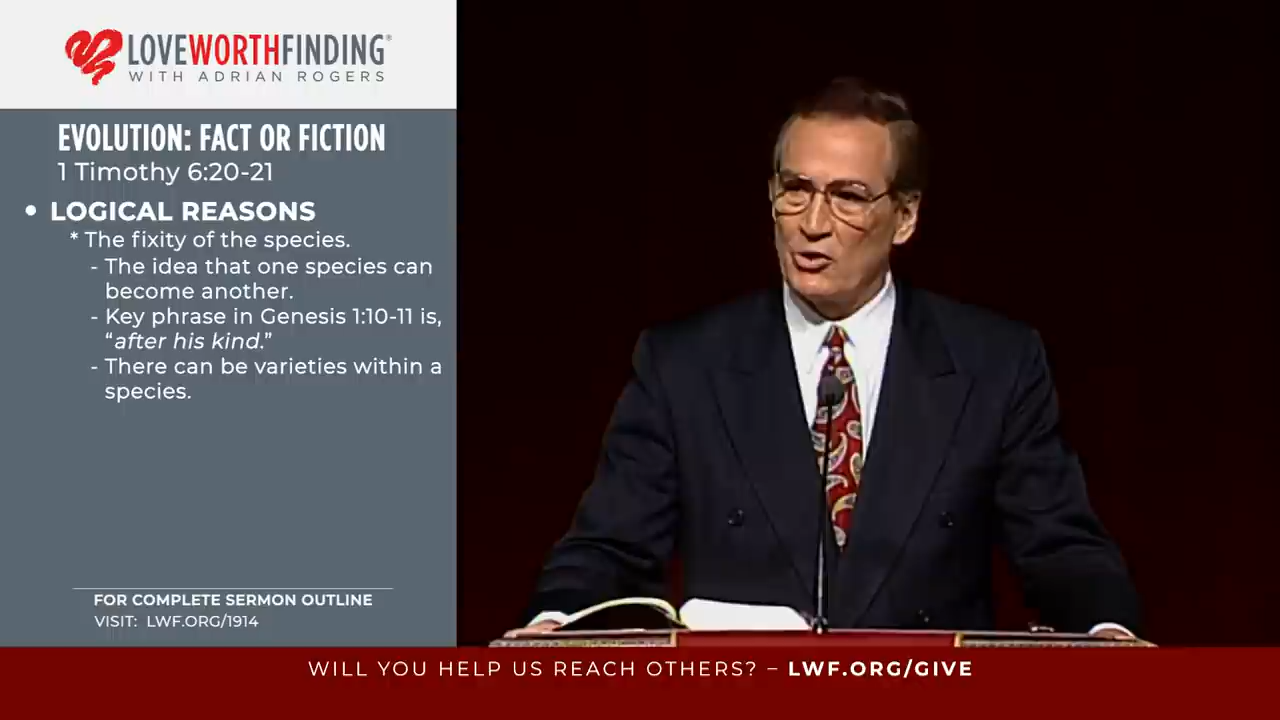 LOVEWORTHFINDING®
WITH ADRIAN ROGERS
EVOLUTION: FACT OR FICTION
1 Timothy 6:20-21
• LOGICAL REASONS
* The fixity of the species.
- The idea that one species can
become another.
- Key phrase in Genesis 1:10-11 is,
“after his kind.”
- There can be varieties within a
species.
FOR COMPLETE SERMON OUTLINE
VISIT: LWF.ORG/1914
WILL YOU HELP US REACH OTHERS? – LWF.ORG/GIVE